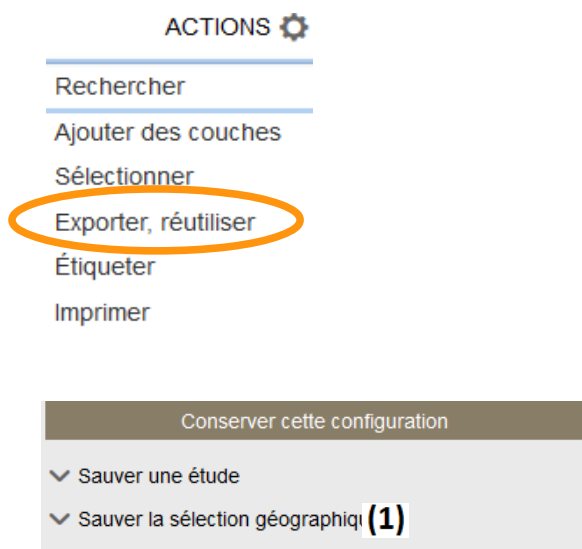 ACTIONS
Rechercher
Ajouter des couches
Sélectionner
Exporter, réutiliser
Étiqueter
Imprimer
Conserver cette configuration
Sauver une étude
Sauver la sélection géographiq (1)